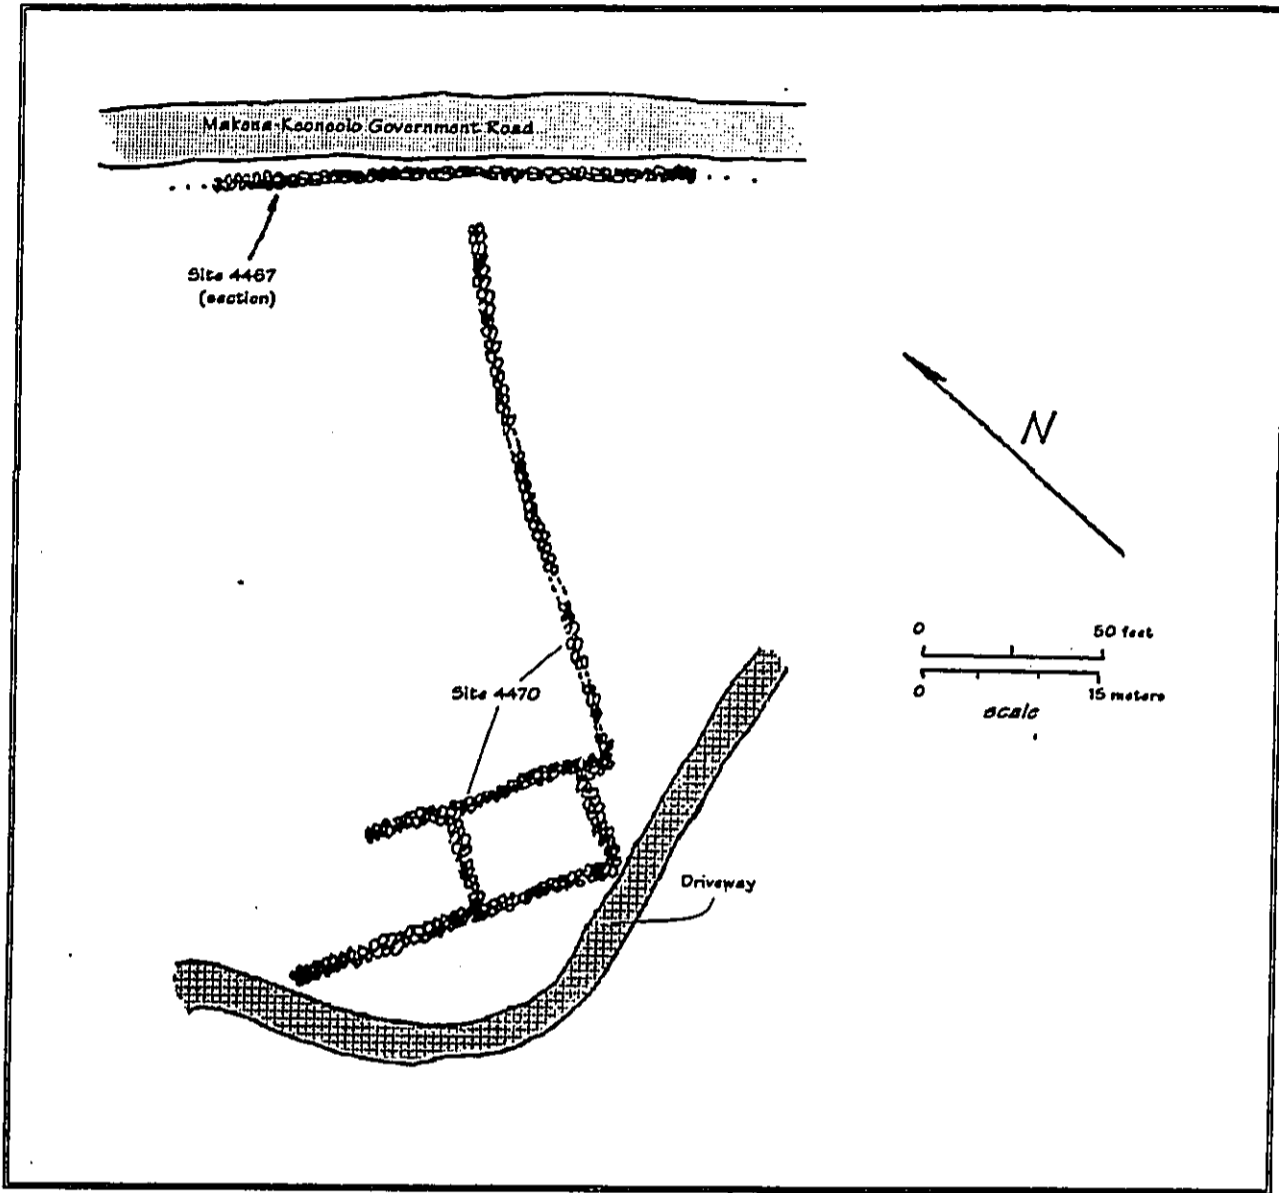 Makena-Keoneoio Government Road
Site 4467
(section)
N
0 50 feet
0 15 meters
scale
Site 4470
Driveway